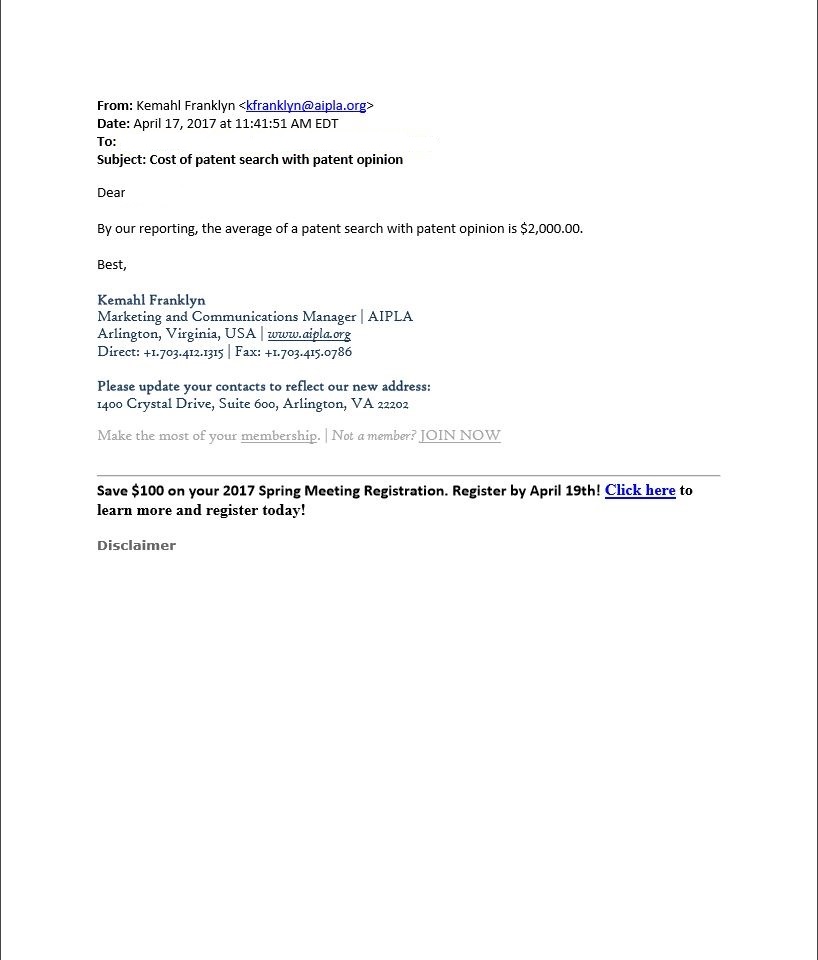 From: Kemahl Franklyn <kfranklyn@aipla.org>
Date: April 17, 2017 at 11:41:51 AM EDT
To:
Subject: Cost of patent search with patent opinion
Dear
By our reporting, the average of a patent search with patent opinion is $2,000.00.
Best,
Kemahl Franklyn
Marketing and Communications Manager | AIPLA
Arlington, Virginia, USA | www.aipla.org
Direct: +1.703.412.1315 | Fax: +1.703.415.0786
Please update your contacts to reflect our new address:
1400 Crystal Drive, Suite 600, Arlington, VA 22202
Make the most of your membership. | Not a member? JOIN NOW
Save $100 on your 2017 Spring Meeting Registration. Register by April 19th! Click here to
learn more and register today!
Disclaimer